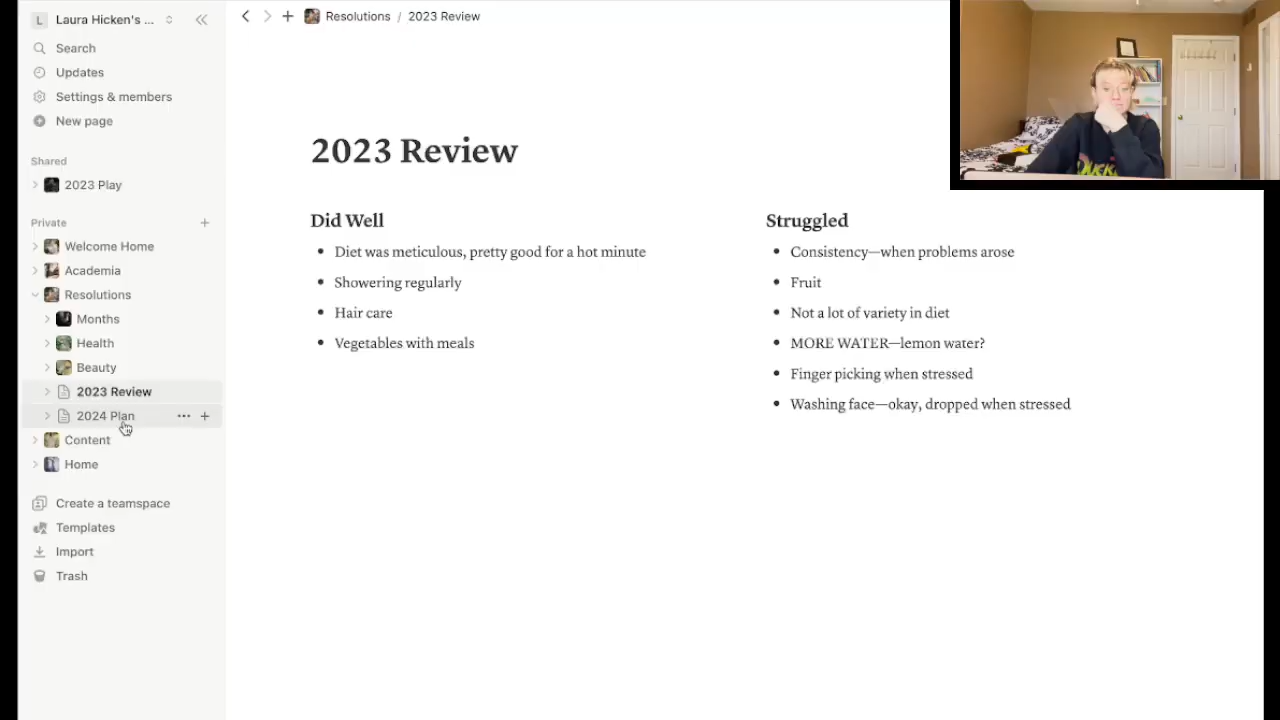 L Laura Hicken's ...
Search
Updates
Settings & members
New page
Shared
2023 Play
Private
Welcome Home
Academia
Resolutions
Months
Health
Beauty
2023 Review
2024 Plan
Content
Home
Create a teamspace
Templates
Import
Trash
Resolutions / 2023 Review
2023 Review
Did Well
Diet was meticulous, pretty good for a hot minute
Showering regularly
Hair care
Vegetables with meals
Struggled
Consistency—when problems arose
Fruit
Not a lot of variety in diet
MORE WATER—lemon water?
Finger picking when stressed
Washing face—okay, dropped when stressed